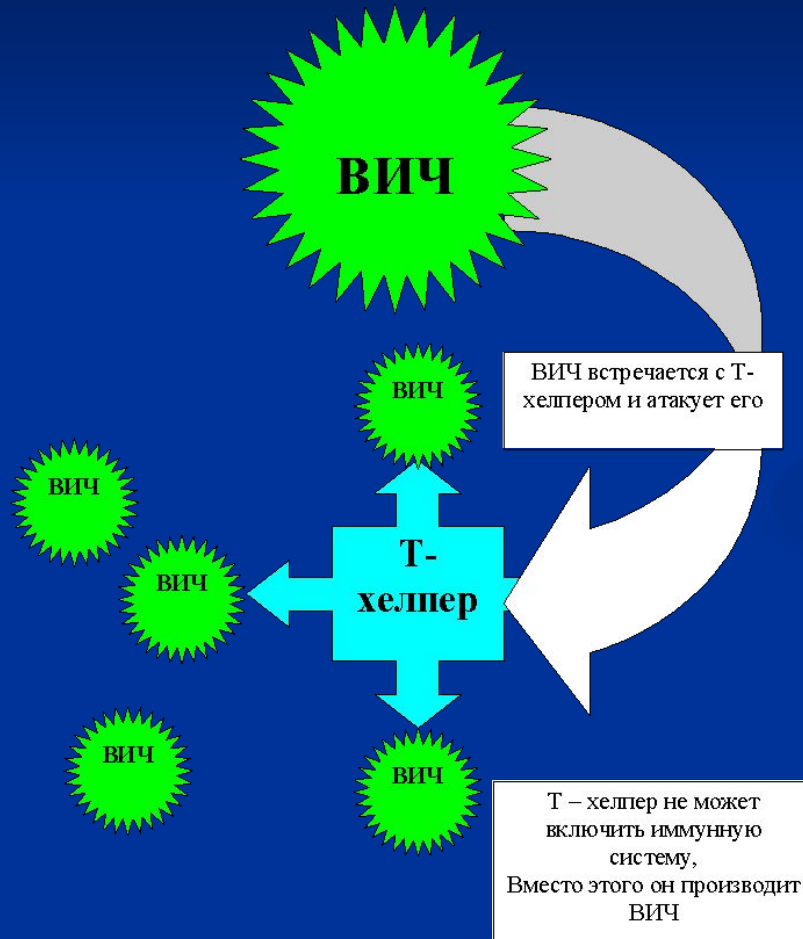 ВИЧ
ВИЧ встречается с Т-
хелпером и атакует его
ВИЧ
ВИЧ
Т-
хелпер
ВИЧ
ВИЧ
ВИЧ
Т – хелпер не может
включить иммунную
систему,
Вместо этого он производит
ВИЧ